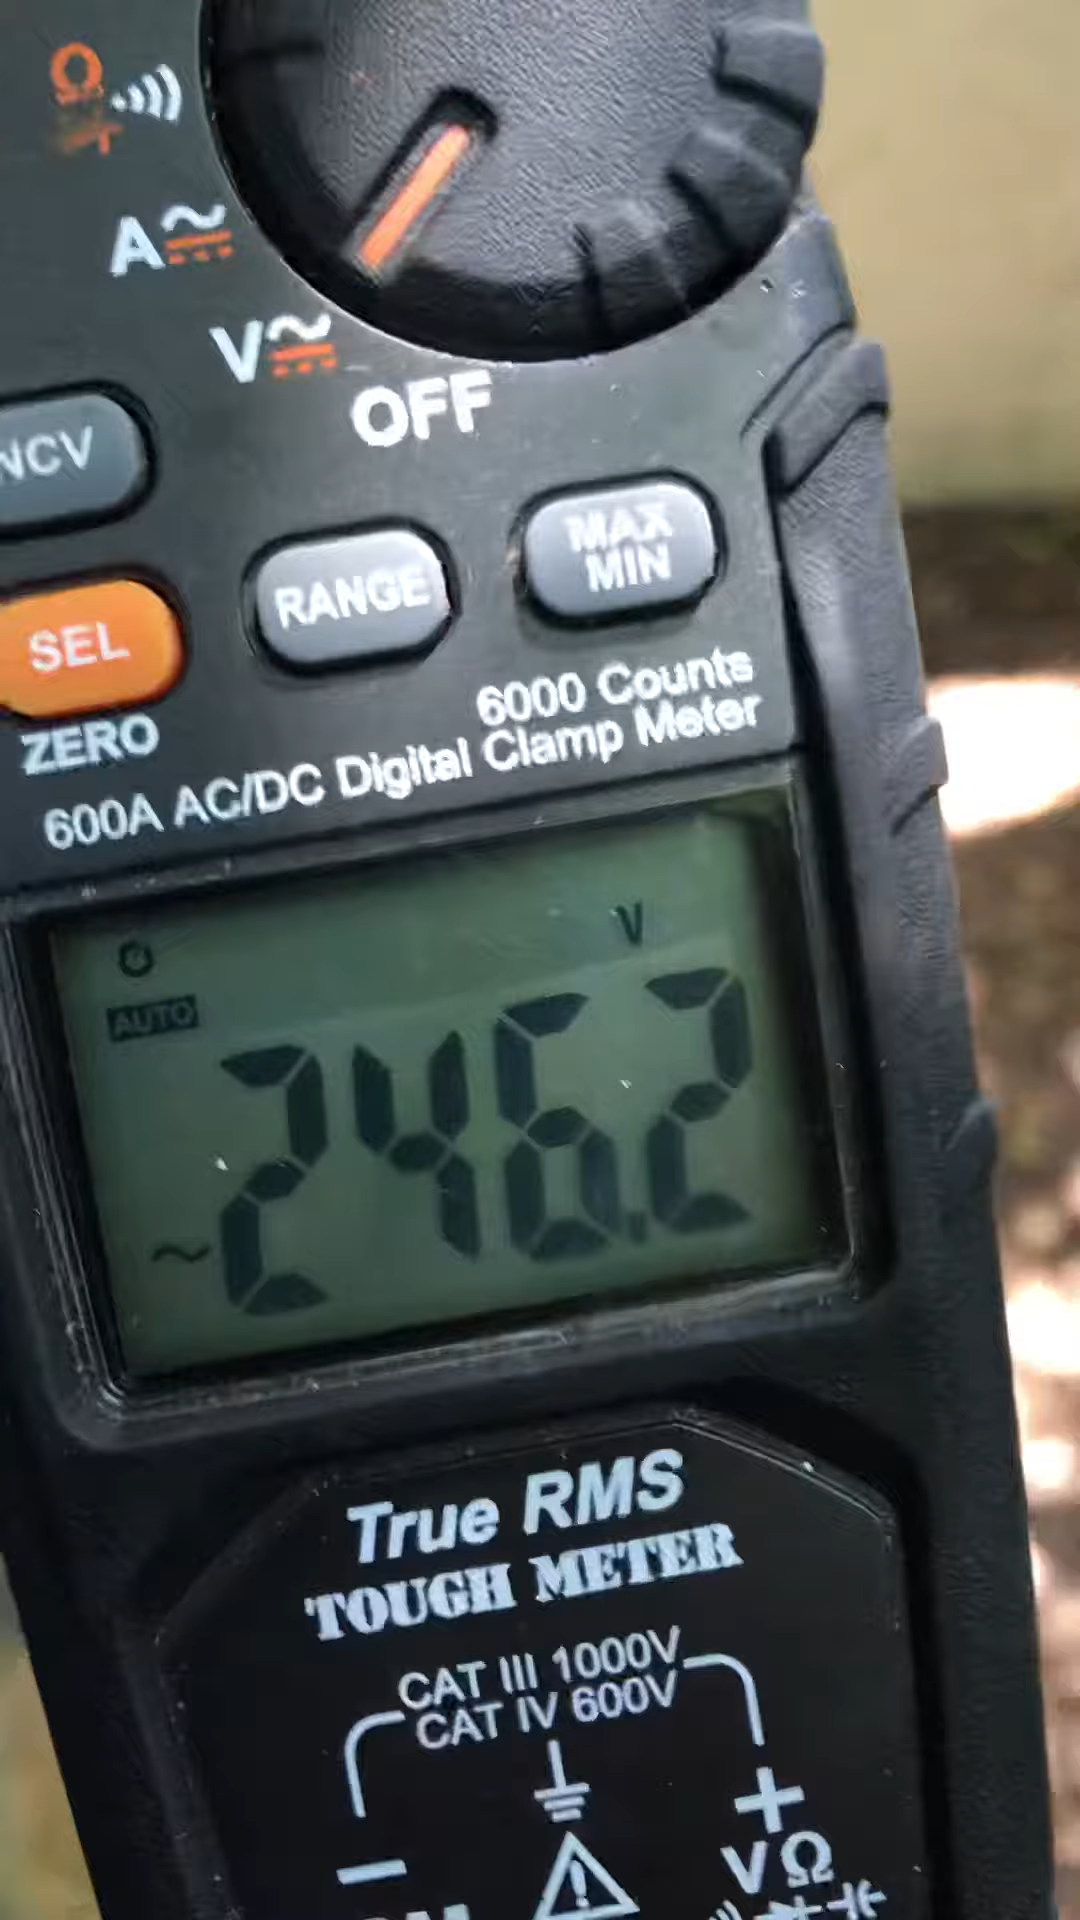 Ω
A
V
OFF
NCV
RANGE
MAX
MIN
SEL
ZERO
6000 Counts
600A AC/DC Digital Clamp Meter
V
AUTO
~246.2
True RMS
TOUGH METER
CAT III 1000V
CAT IV 600V
+
−
V Ω